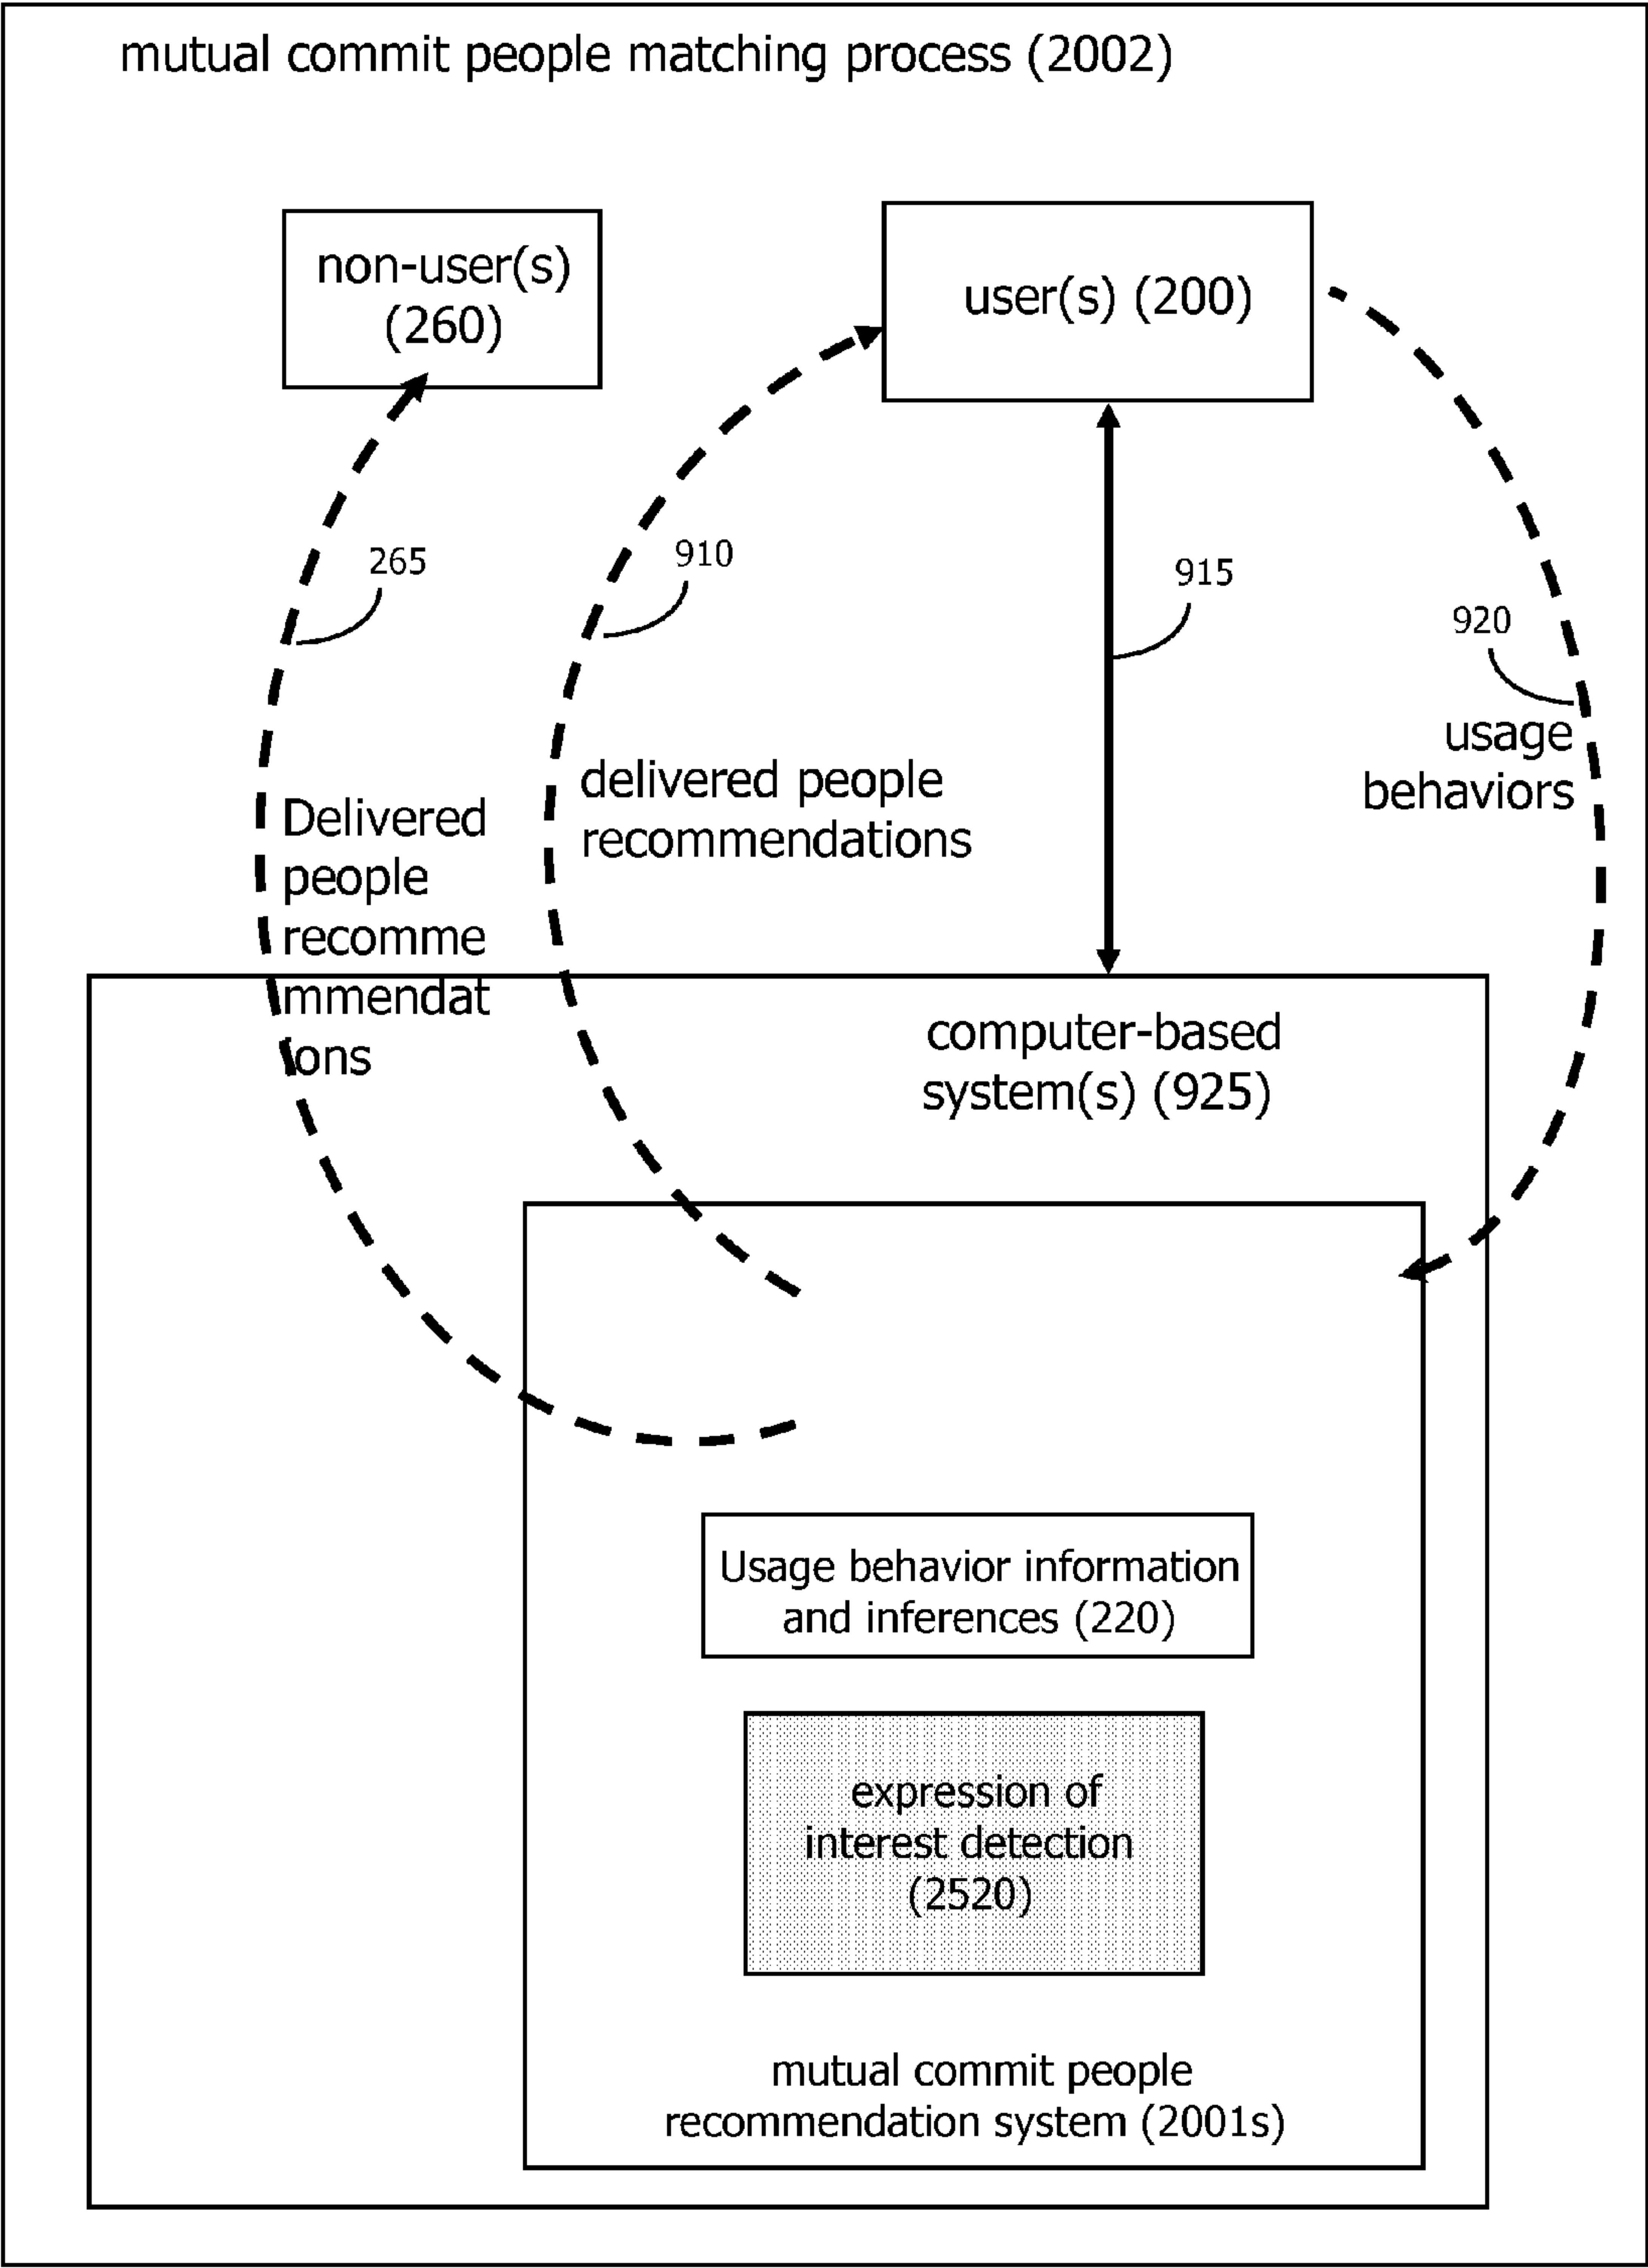 mutual commit people matching process (2002)
non-user(s)
(260)
user(s) (200)
265
910
915
920
usage
behaviors
delivered people
recommendations
Delivered
people
recomme
mmendat
ions
computer-based
system(s) (925)
Usage behavior information
and inferences (220)
expression of
interest detection
(2520)
mutual commit people
recommendation system (2001s)